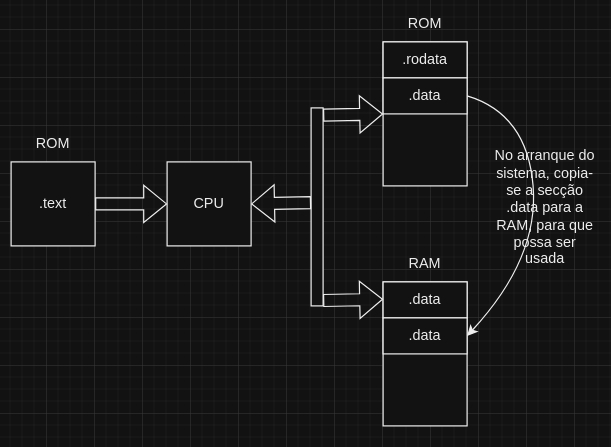 ROM
.rodata
.data
ROM
.text
CPU
No arranque do
sistema, copia-
se a secção
.data para a
RAM, para que
possa ser
usada
RAM
.data
.data